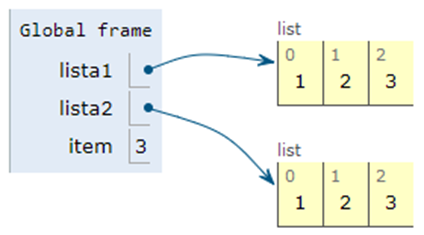 Global frame
lista1
lista2
item 3
list
0 1 2
1 2 3
list
0 1 2
1 2 3